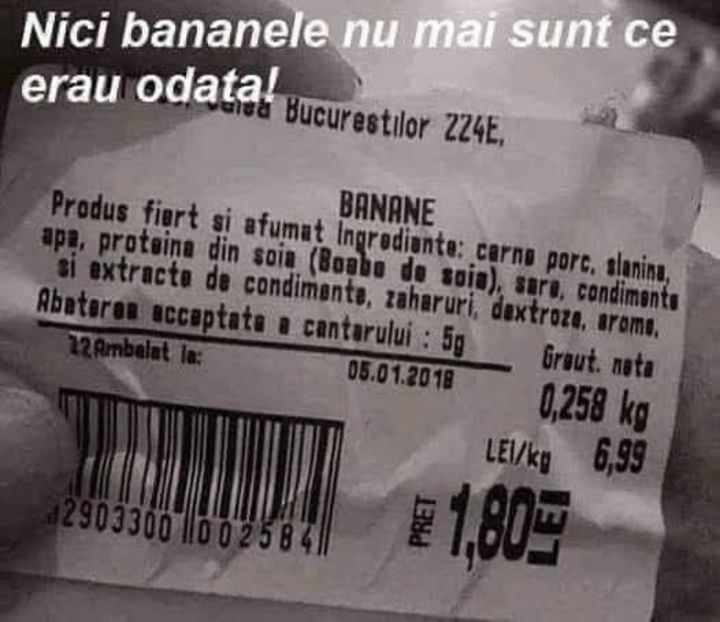 Nici bananele nu mai sunt ce
erau odata!
Bucurestilor 224E,
BANANE
Produs fiert si afumat Ingrediente: carne porc, slanina,
apa, proteina din soia (Boabe de soia), sare, condimente
si extracte de condimente, zaharuri, dextroza, arome.
Abaterea acceptata a cantarului : 5g
12Ambalat la:
05.01.2018
Greut. neta
0,258 kg
LEI/kg 6,99
PRET 1,80 LEI
2903300 002584